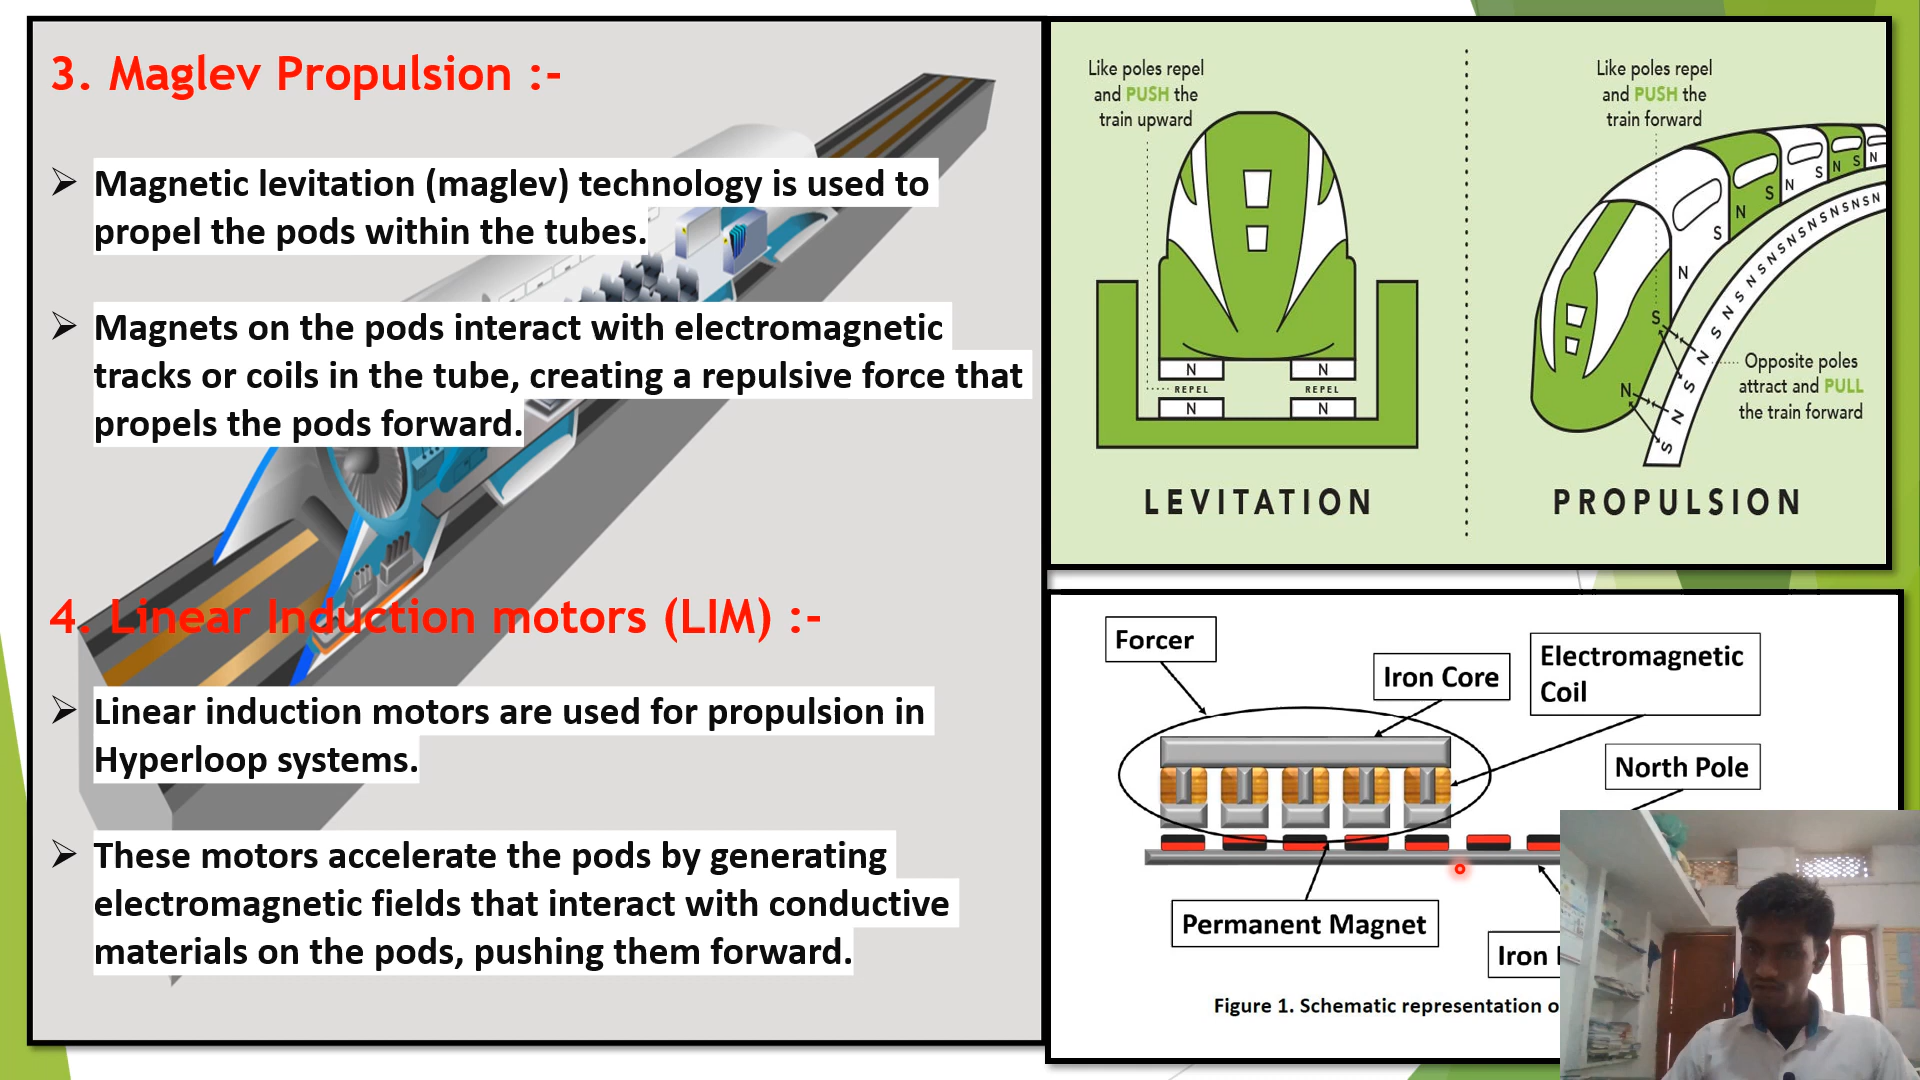 3. Maglev Propulsion :-
Magnetic levitation (maglev) technology is used to
propel the pods within the tubes.
Magnets on the pods interact with electromagnetic
tracks or coils in the tube, creating a repulsive force that
propels the pods forward.
4. Linear Induction motors (LIM) :-
Linear induction motors are used for propulsion in
Hyperloop systems.
These motors accelerate the pods by generating
electromagnetic fields that interact with conductive
materials on the pods, pushing them forward.
Like poles repel
and PUSH the
train upward
N
N
REPEL
REPEL
N
N
LEVITATION
Like poles repel
and PUSH the
train forward
N S N S N S N S N
S
N
Opposite poles
attract and PULL
the train forward
PROPULSION
Forcer
Iron Core
Electromagnetic
Coil
North Pole
Permanent Magnet
Iron
Figure 1. Schematic representation o